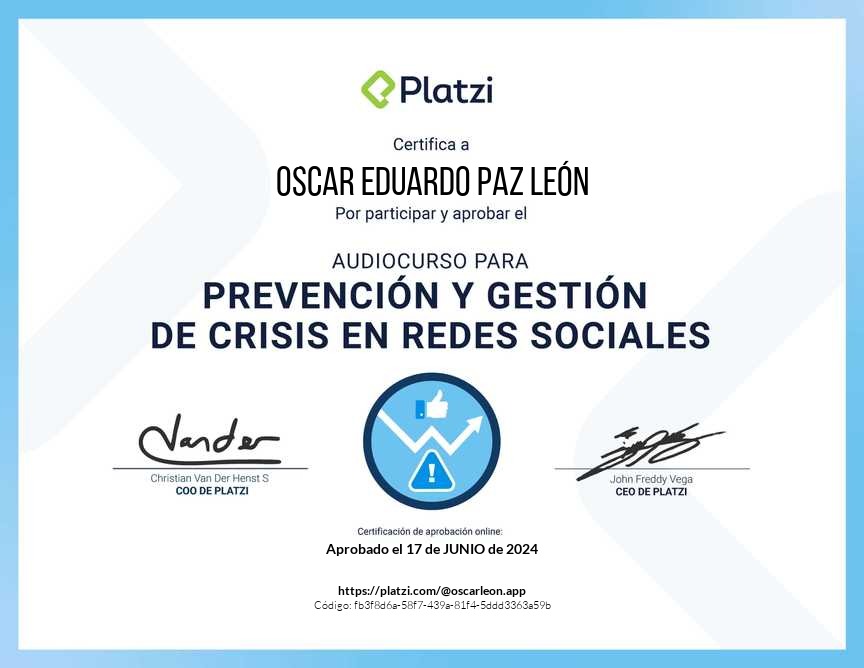 Platzi
Certifica a
OSCAR EDUARDO PAZ LEÓN
Por participar y aprobar el
AUDIOCURSO PARA
PREVENCIÓN Y GESTIÓN
DE CRISIS EN REDES SOCIALES
Vander
Christian Van Der Henst S
COO DE PLATZI
John Freddy Vega
CEO DE PLATZI
Certificación de aprobación online:
Aprobado el 17 de JUNIO de 2024
https://platzi.com/@oscarleon.app
Código: fb3f8d6a-58f7-439a-81f4-5ddd3363a59b